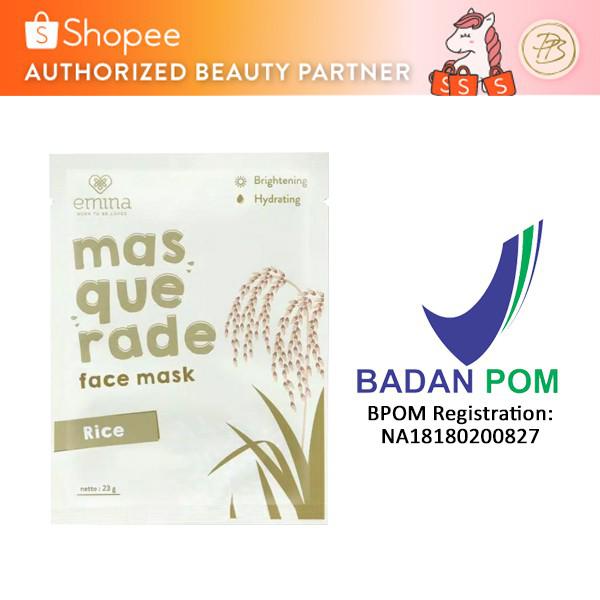 S Shopee
AUTHORIZED BEAUTY PARTNER
S S S
emina
BORN TO BE LOVED
Brightening
Hydrating
mas
que
rade
face mask
Rice
netto : 23 g
BADAN POM
BPOM Registration:
NA18180200827